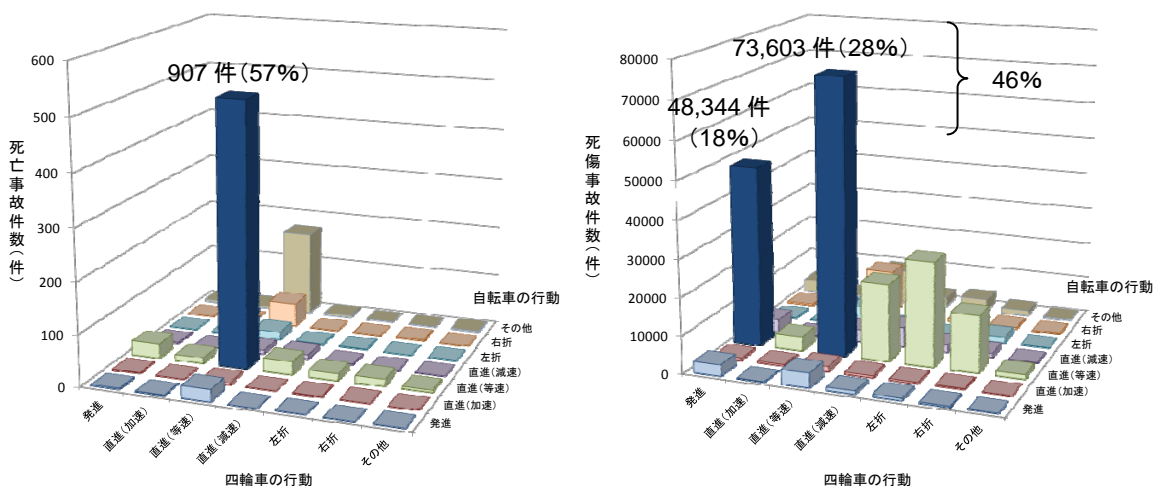 600
500
400
300
200
100
0
死亡事故件数(件)
907 件(57%)
発進
直進(加速)
直進(等速)
直進(減速)
左折
右折
その他
四輪車の行動
自転車の行動
その他
右折
左折
直進(減速)
直進(等速)
直進(加速)
発進
80000
70000
60000
50000
40000
30000
20000
10000
0
死傷事故件数(件)
73,603 件(28%)
48,344 件
(18%)
46%
発進
直進(加速)
直進(等速)
直進(減速)
左折
右折
その他
四輪車の行動
自転車の行動
その他
右折
左折
直進(減速)
直進(等速)
直進(加速)
発進